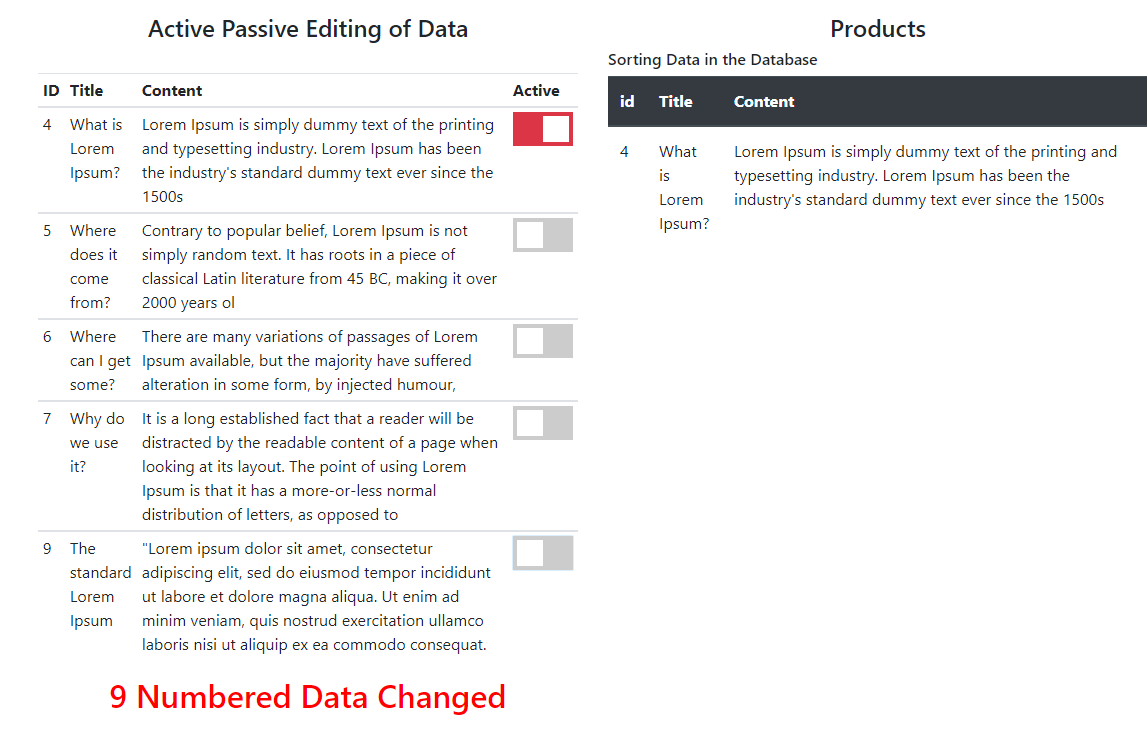 Active Passive Editing of Data
ID Title Content Active
4 What is Lorem Ipsum is simply dummy text of the printing
Lorem and typesetting industry. Lorem Ipsum has been
Ipsum? the industry's standard dummy text ever since the
1500s
5 Where Contrary to popular belief, Lorem Ipsum is not
does it simply random text. It has roots in a piece of
come classical Latin literature from 45 BC, making it over
from? 2000 years ol
6 Where There are many variations of passages of Lorem
can I get Ipsum available, but the majority have suffered
some? alteration in some form, by injected humour,
7 Why do It is a long established fact that a reader will be
we use distracted by the readable content of a page when
it? looking at its layout. The point of using Lorem
Ipsum is that it has a more-or-less normal
distribution of letters, as opposed to
9 The "Lorem ipsum dolor sit amet, consectetur
standard adipiscing elit, sed do eiusmod tempor incididunt
Lorem ut labore et dolore magna aliqua. Ut enim ad
Ipsum minim veniam, quis nostrud exercitation ullamco
laboris nisi ut aliquip ex ea commodo consequat.
9 Numbered Data Changed
Products
Sorting Data in the Database
id Title Content
4 What Lorem Ipsum is simply dummy text of the printing and
is typesetting industry. Lorem Ipsum has been the
Lorem industry's standard dummy text ever since the 1500s
Ipsum?